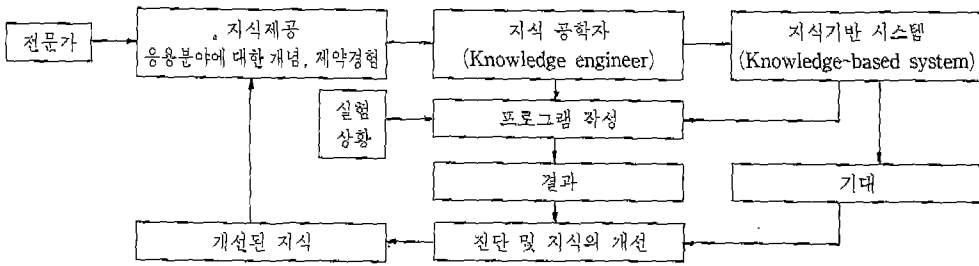 전문가
지식제공
응용분야에 대한 개념, 제약경험
지식 공학자
(Knowledge engineer)
지식기반 시스템
(Knowledge-based system)
실험
상황
프로그램 작성
결과
기대
개선된 지식
진단 및 지식의 개선